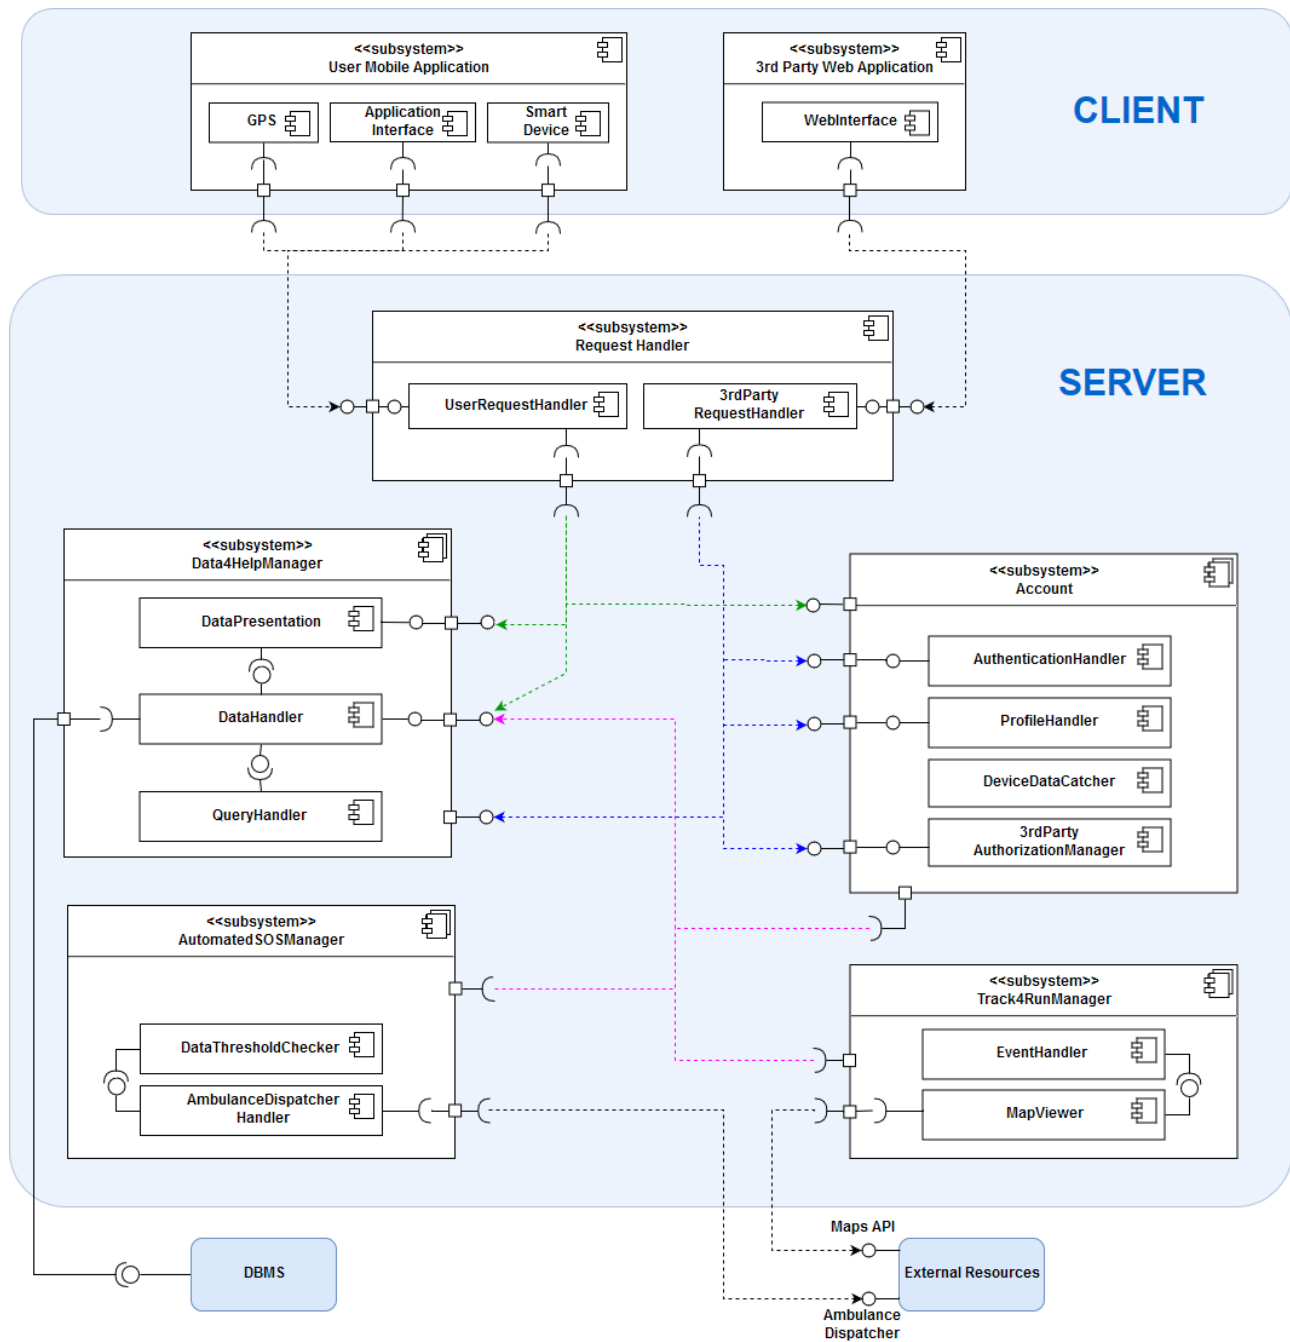 <<subsystem>>
User Mobile Application
GPS
Application
Interface
Smart
Device
<<subsystem>>
3rd Party Web Application
WebInterface
CLIENT
SERVER
<<subsystem>>
Request Handler
UserRequestHandler
3rdParty
RequestHandler
<<subsystem>>
Data4HelpManager
DataPresentation
DataHandler
QueryHandler
<<subsystem>>
Account
AuthenticationHandler
ProfileHandler
DeviceDataCatcher
3rdParty
AuthorizationManager
<<subsystem>>
AutomatedSOSManager
DataThresholdChecker
AmbulanceDispatcher
Handler
<<subsystem>>
Track4RunManager
EventHandler
MapViewer
Maps API
DBMS
External Resources
Ambulance
Dispatcher